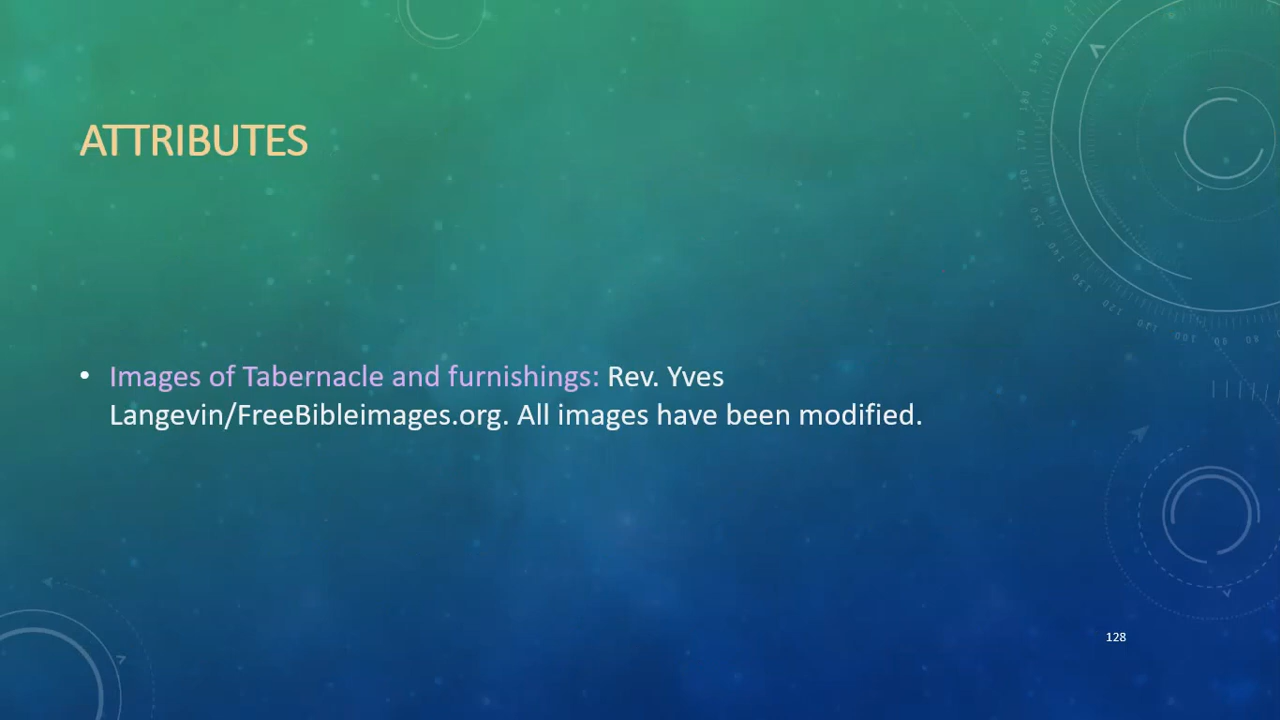 ATTRIBUTES
• Images of Tabernacle and furnishings: Rev. Yves
Langevin/FreeBibleimages.org. All images have been modified.
128